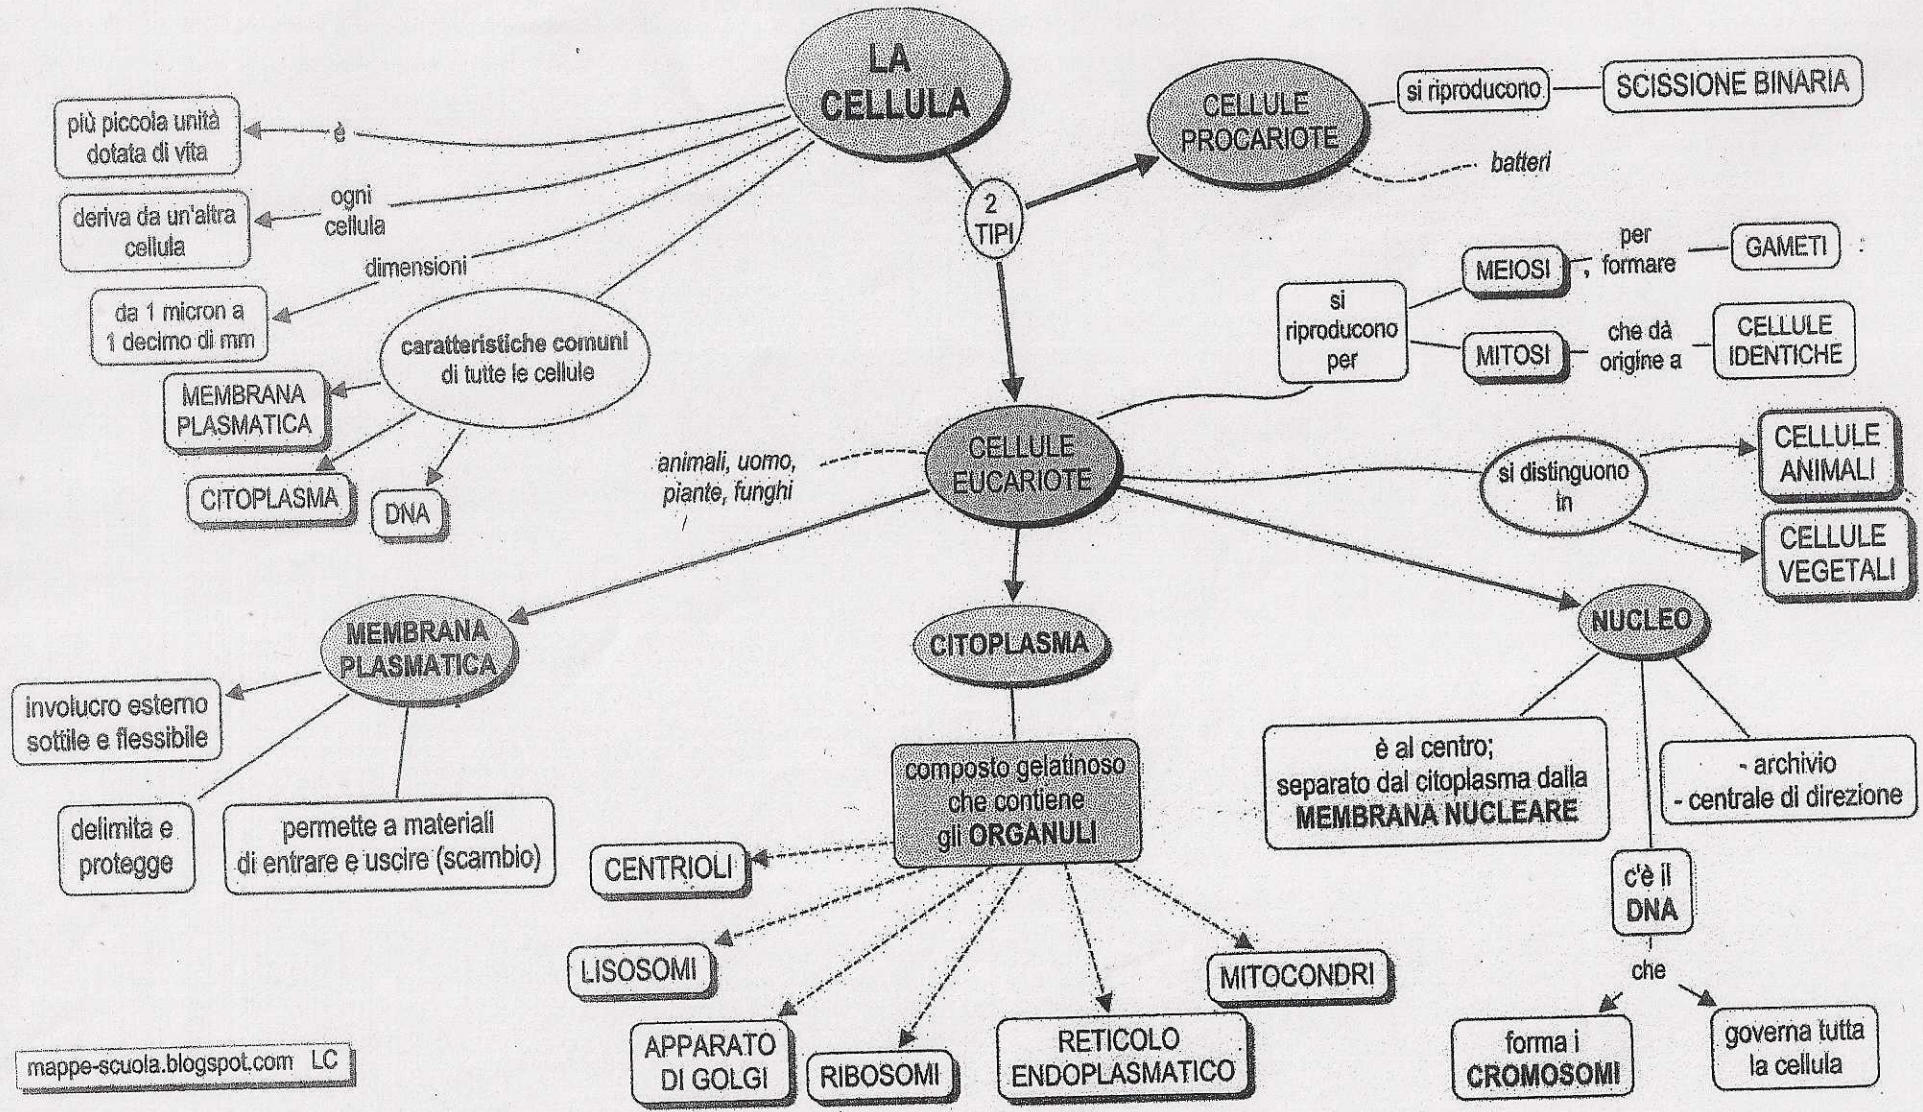 LA
CELLULA
più piccola unità
dotata di vita
è
deriva da un'altra
cellula
ogni
cellula
dimensioni
da 1 micron a
1 decimo di mm
caratteristiche comuni
di tutte le cellule
MEMBRANA
PLASMATICA
CITOPLASMA
DNA
2
TIPI
CELLULE
PROCARIOTE
si riproducono
SCISSIONE BINARIA
batteri
CELLULE
EUCARIOTE
animali, uomo,
piante, funghi
si
riproducono
per
MEIOSI
, per
formare
GAMETI
MITOSI
che dà
origine a
CELLULE
IDENTICHE
si distinguono
in
CELLULE
ANIMALI
CELLULE
VEGETALI
MEMBRANA
PLASMATICA
involucro esterno
sottile e flessibile
delimita e
protegge
permette a materiali
di entrare e uscire (scambio)
CITOPLASMA
composto gelatinoso
che contiene
gli ORGANULI
CENTRIOLI
LISOSOMI
APPARATO
DI GOLGI
RIBOSOMI
RETICOLO
ENDOPLASMATICO
MITOCONDRI
NUCLEO
è al centro;
separato dal citoplasma dalla
MEMBRANA NUCLEARE
- archivio
- centrale di direzione
c'è il
DNA
che
forma i
CROMOSOMI
governa tutta
la cellula
mappe-scuola.blogspot.com LC